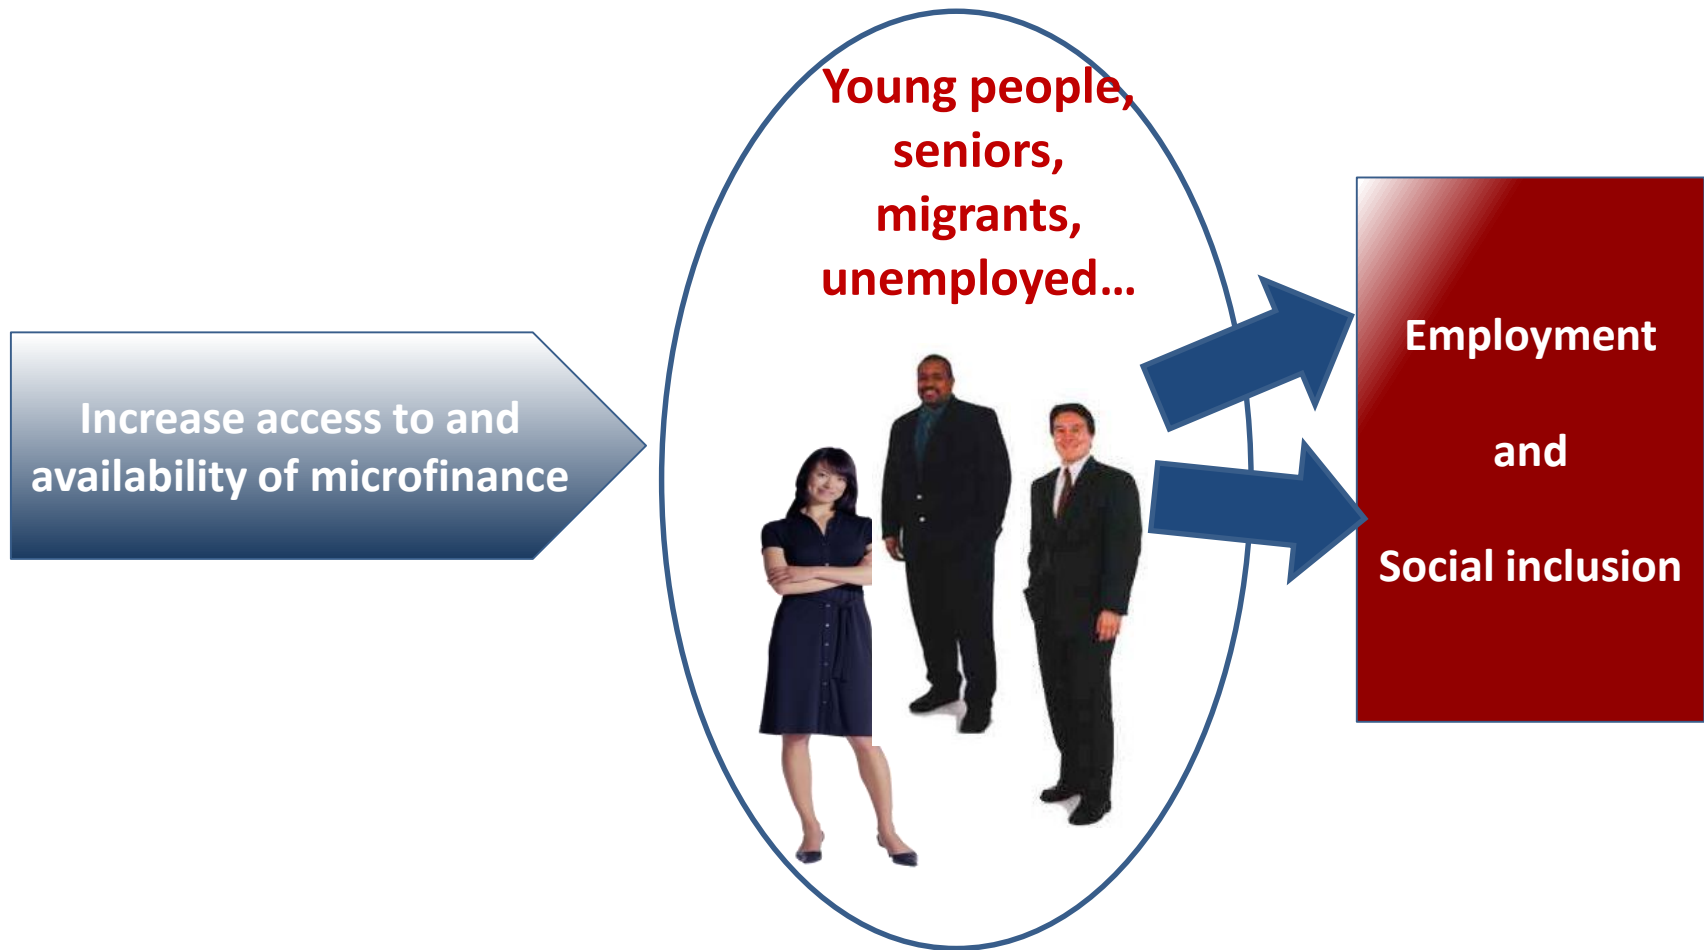 Increase access to and
availability of microfinance
Young people,
seniors,
migrants,
unemployed…
Employment
and
Social inclusion